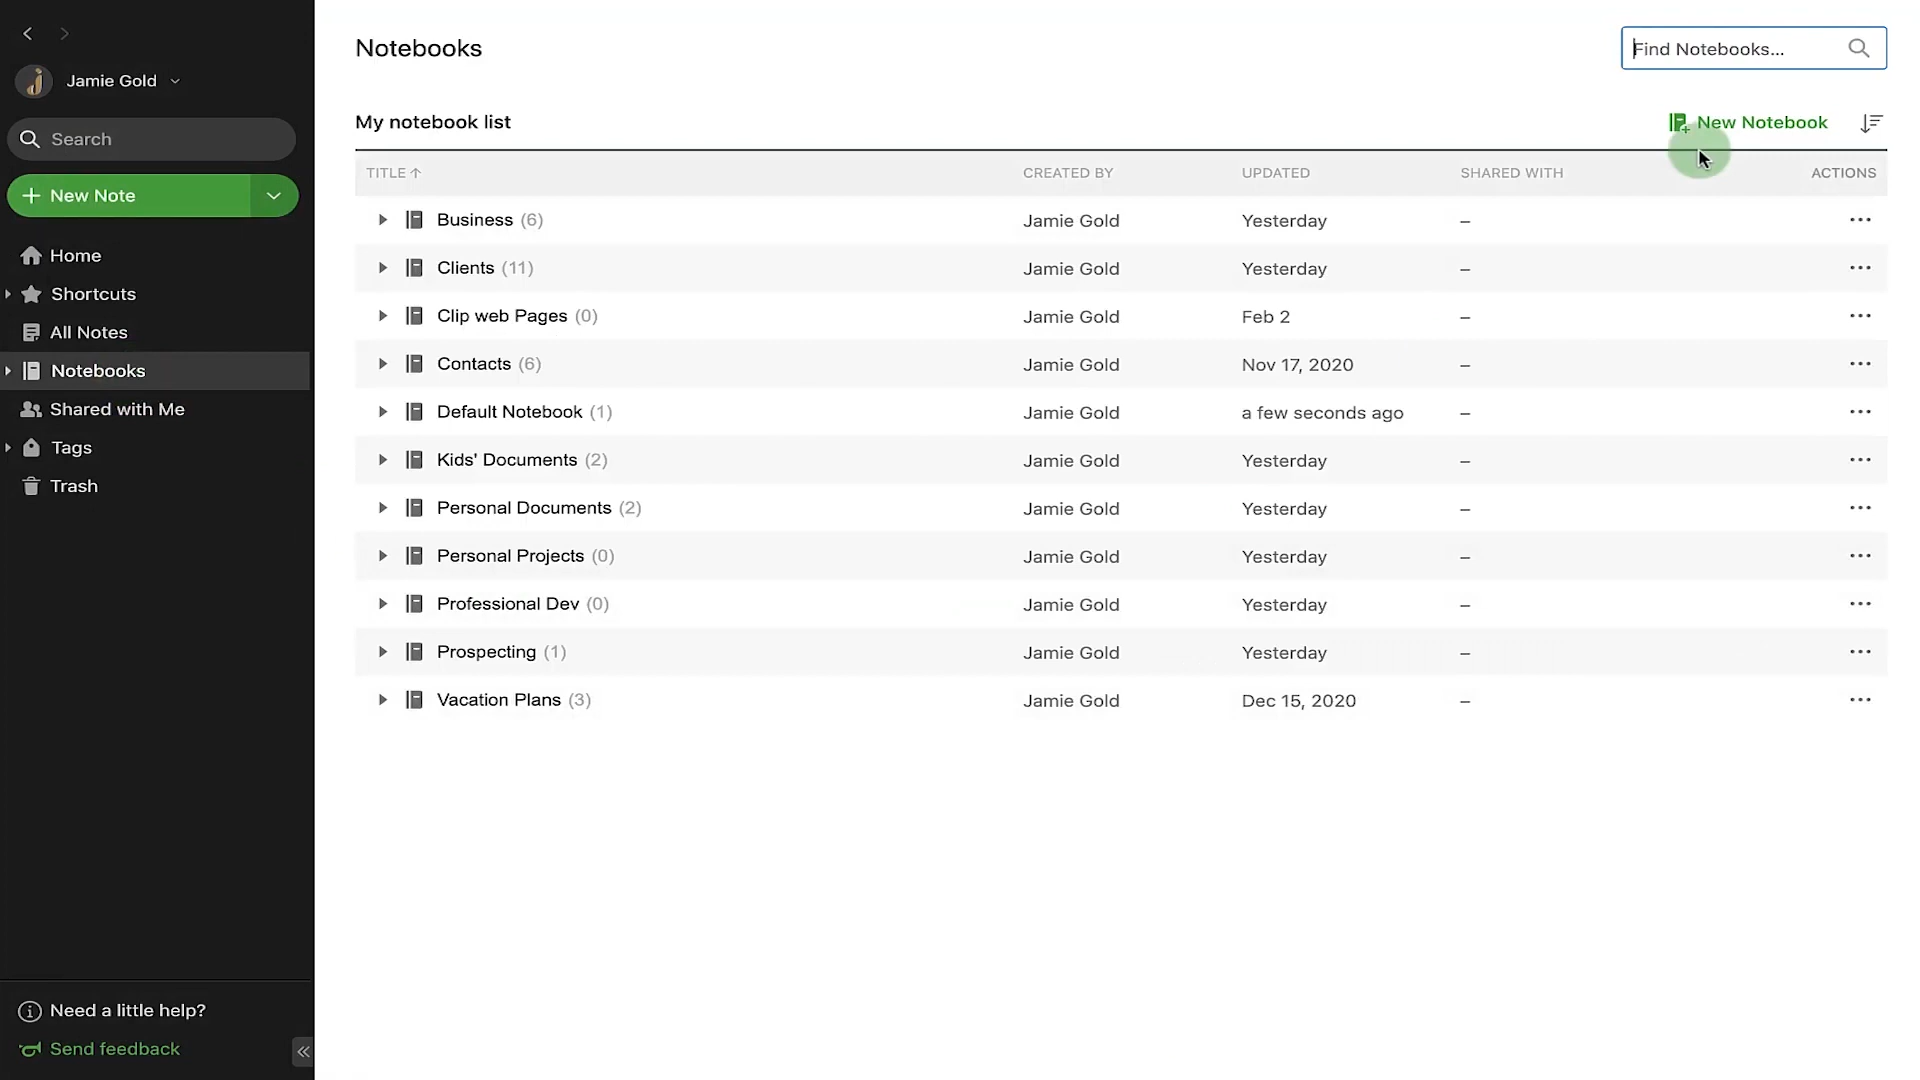 Jamie Gold
Search
New Note
Home
Shortcuts
All Notes
Notebooks
Shared with Me
Tags
Trash
Need a little help?
Send feedback
Notebooks
Find Notebooks...
My notebook list
New Notebook
TITLE CREATED BY UPDATED SHARED WITH ACTIONS
Business (6) Jamie Gold Yesterday – ...
Clients (11) Jamie Gold Yesterday – ...
Clip web Pages (0) Jamie Gold Feb 2 – ...
Contacts (6) Jamie Gold Nov 17, 2020 – ...
Default Notebook (1) Jamie Gold a few seconds ago – ...
Kids' Documents (2) Jamie Gold Yesterday – ...
Personal Documents (2) Jamie Gold Yesterday – ...
Personal Projects (0) Jamie Gold Yesterday – ...
Professional Dev (0) Jamie Gold Yesterday – ...
Prospecting (1) Jamie Gold Yesterday – ...
Vacation Plans (3) Jamie Gold Dec 15, 2020 – ...